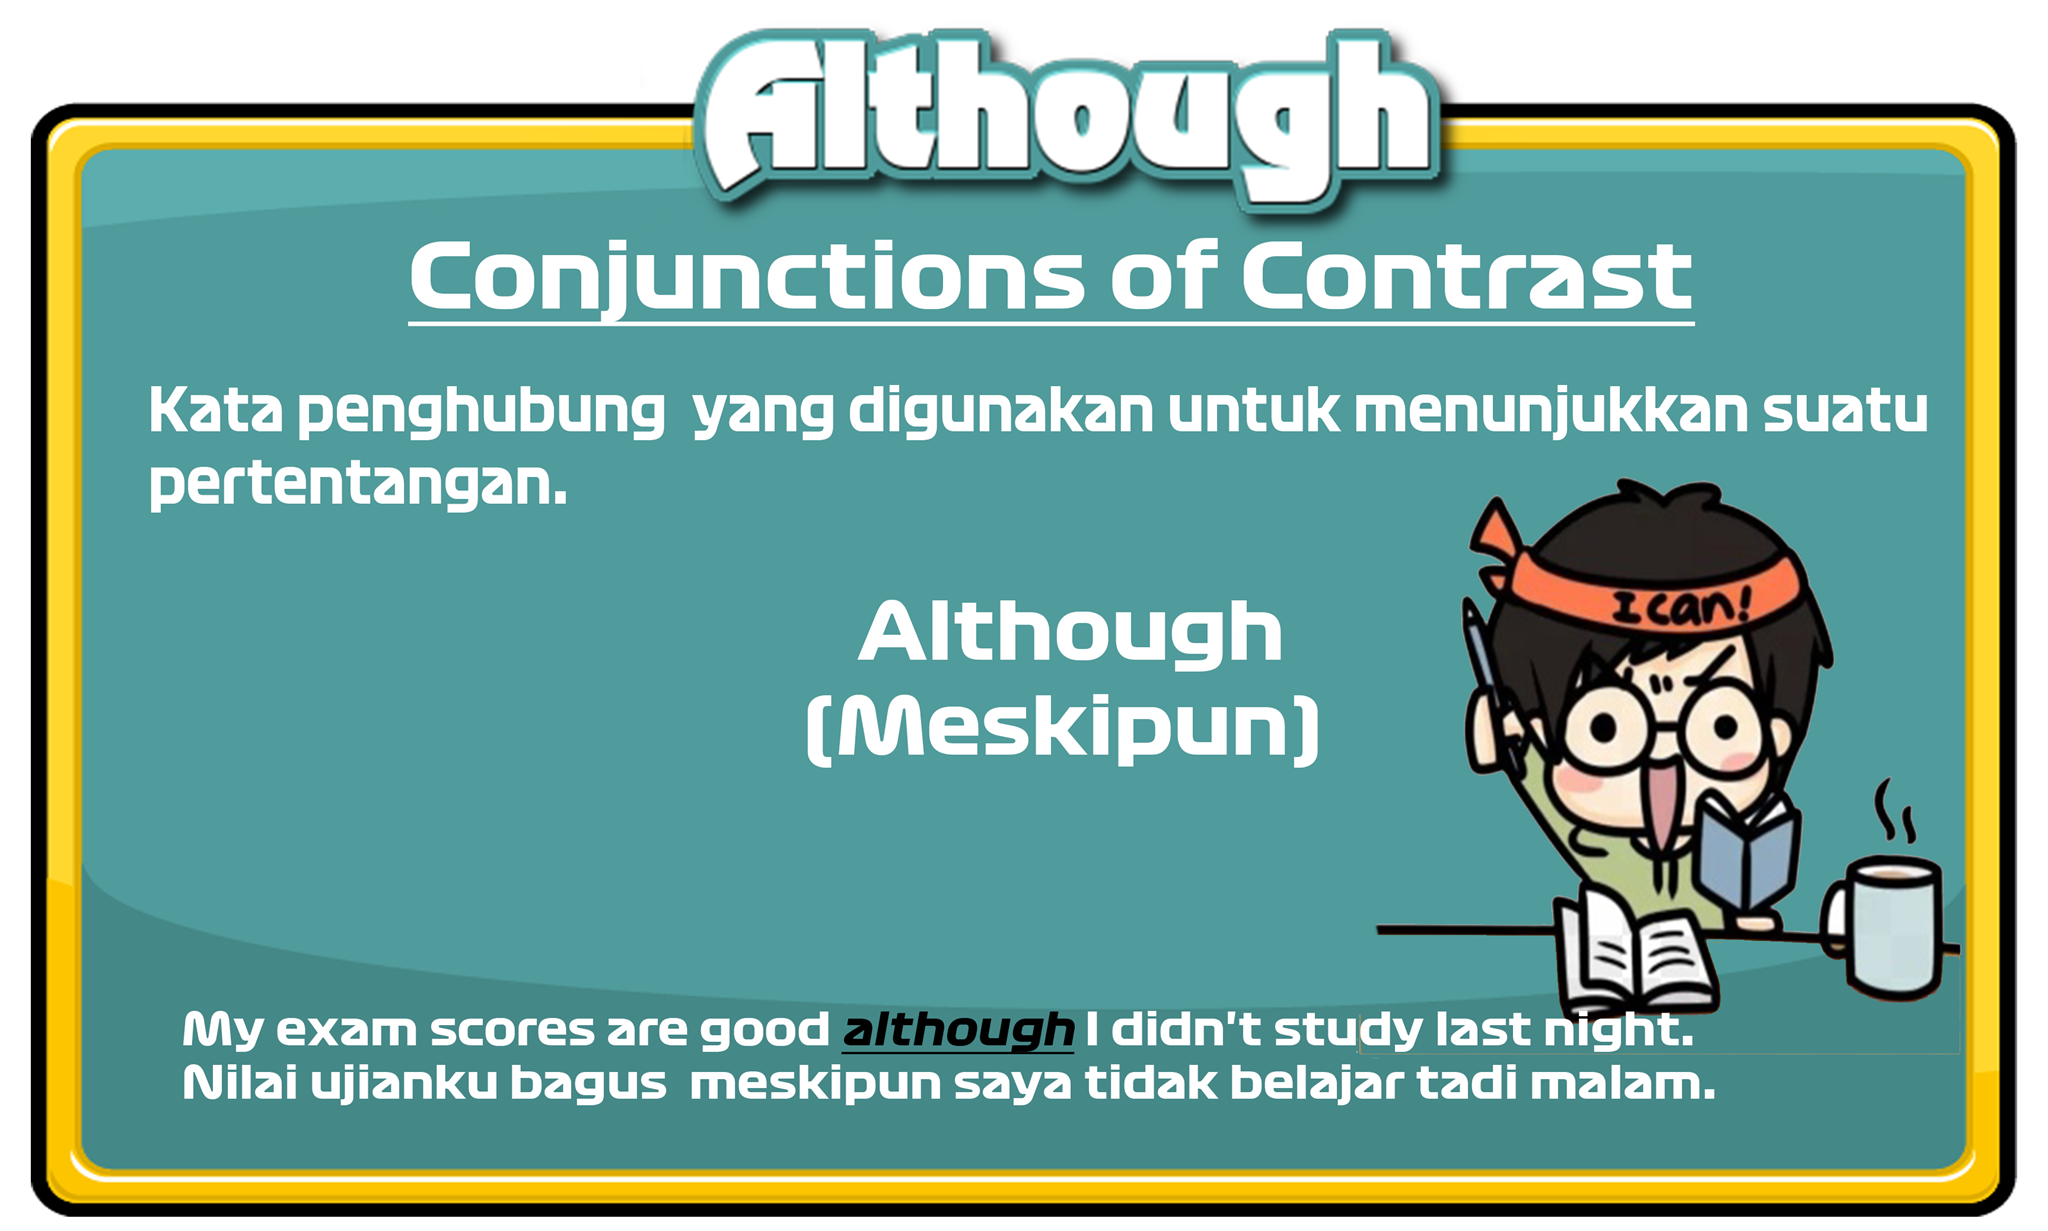 Although
Conjunctions of Contrast
Kata penghubung yang digunakan untuk menunjukkan suatu
pertentangan.
I can!
Although
(Meskipun)
My exam scores are good although I didn't study last night.
Nilai ujianku bagus meskipun saya tidak belajar tadi malam.